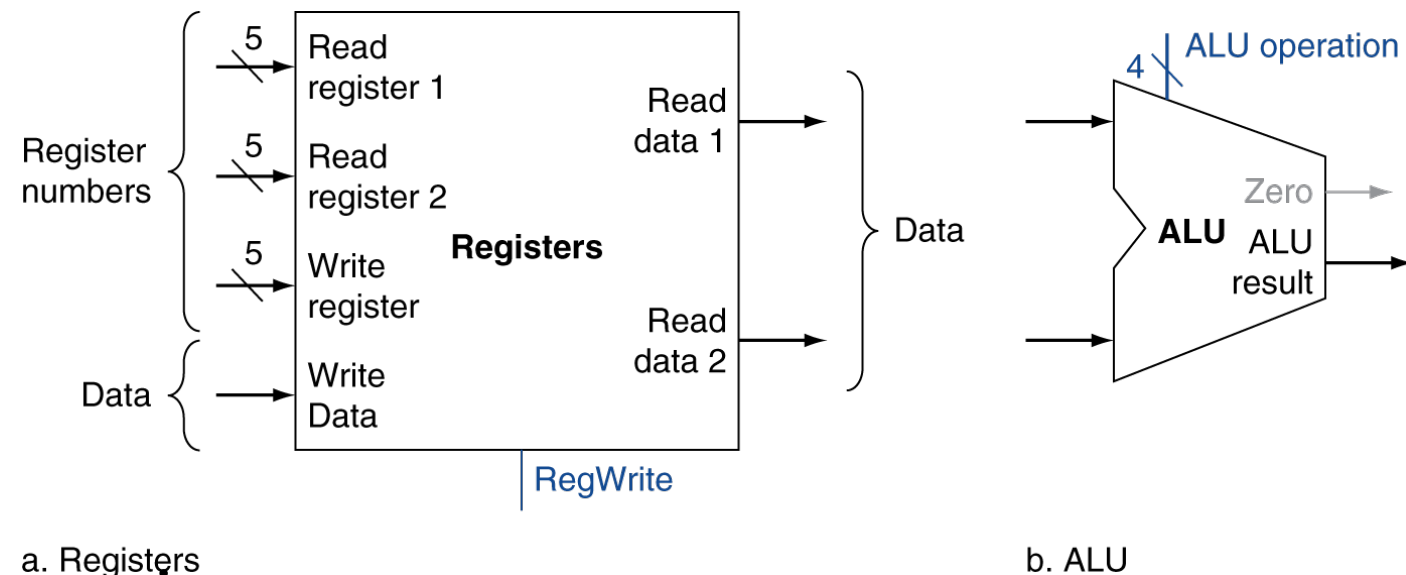 Register
numbers
Data
5
Read
register 1
5
Read
register 2
5
Write
register
Write
Data
Registers
Read
data 1
Read
data 2
RegWrite
Data
a. Registers
4
ALU operation
Zero
ALU
ALU
result
b. ALU